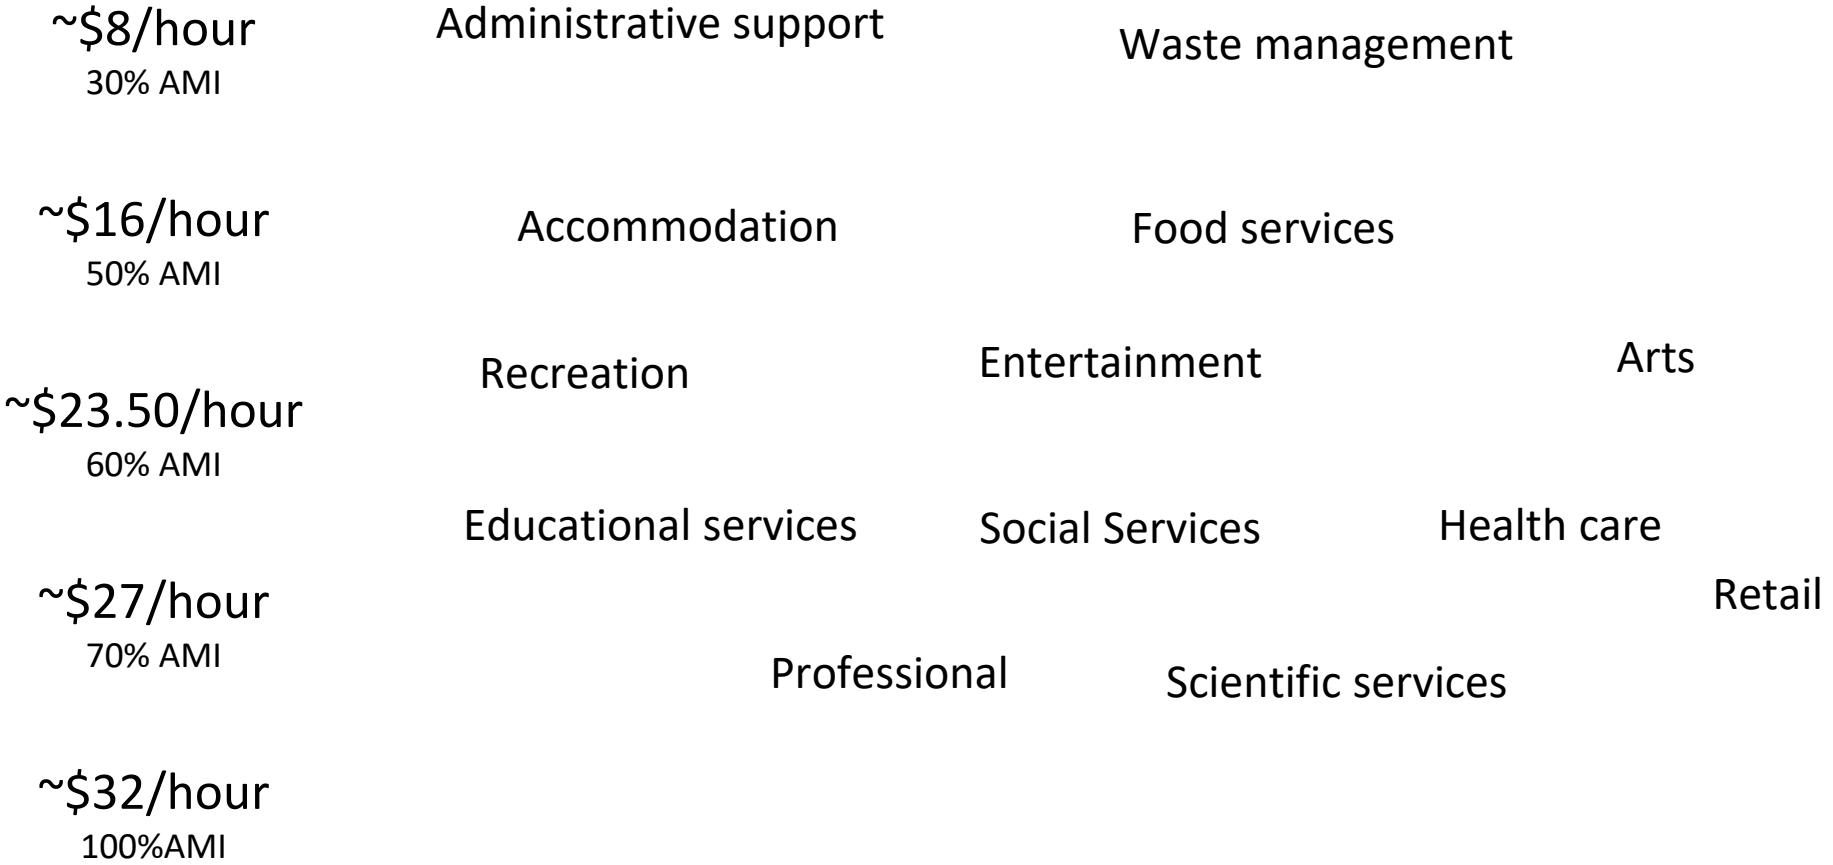 ~$8/hour
30% AMI
Administrative support
Waste management
~$16/hour
50% AMI
Accommodation
Food services
Recreation
Entertainment
Arts
~$23.50/hour
60% AMI
Educational services
Social Services
Health care
~$27/hour
70% AMI
Retail
Professional
Scientific services
~$32/hour
100%AMI